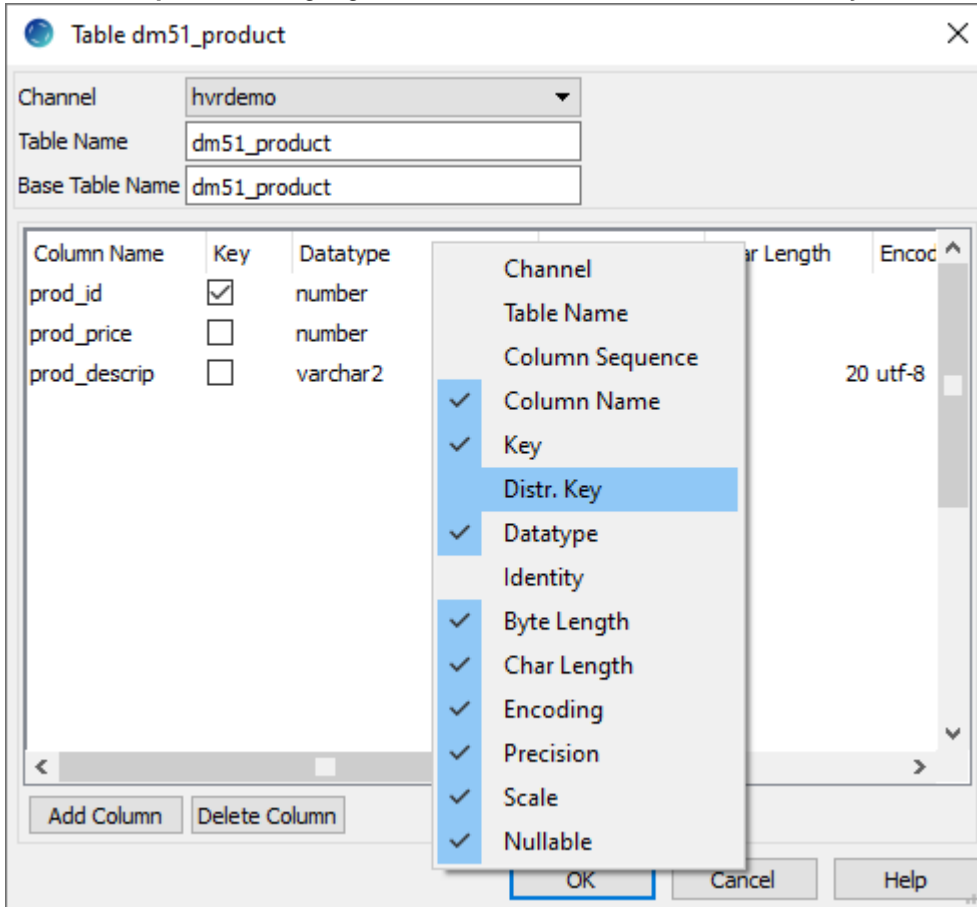 Table dm51_product
Channel hvrdemo
Table Name dm51_product
Base Table Name dm51_product
Column Name Key Datatype ar Length Encod
prod_id number
prod_price number
prod_descrip varchar2 20 utf-8
Channel
Table Name
Column Sequence
Column Name
Key
Distr. Key
Datatype
Identity
Byte Length
Char Length
Encoding
Precision
Scale
Nullable
Add Column Delete Column
OK Cancel Help